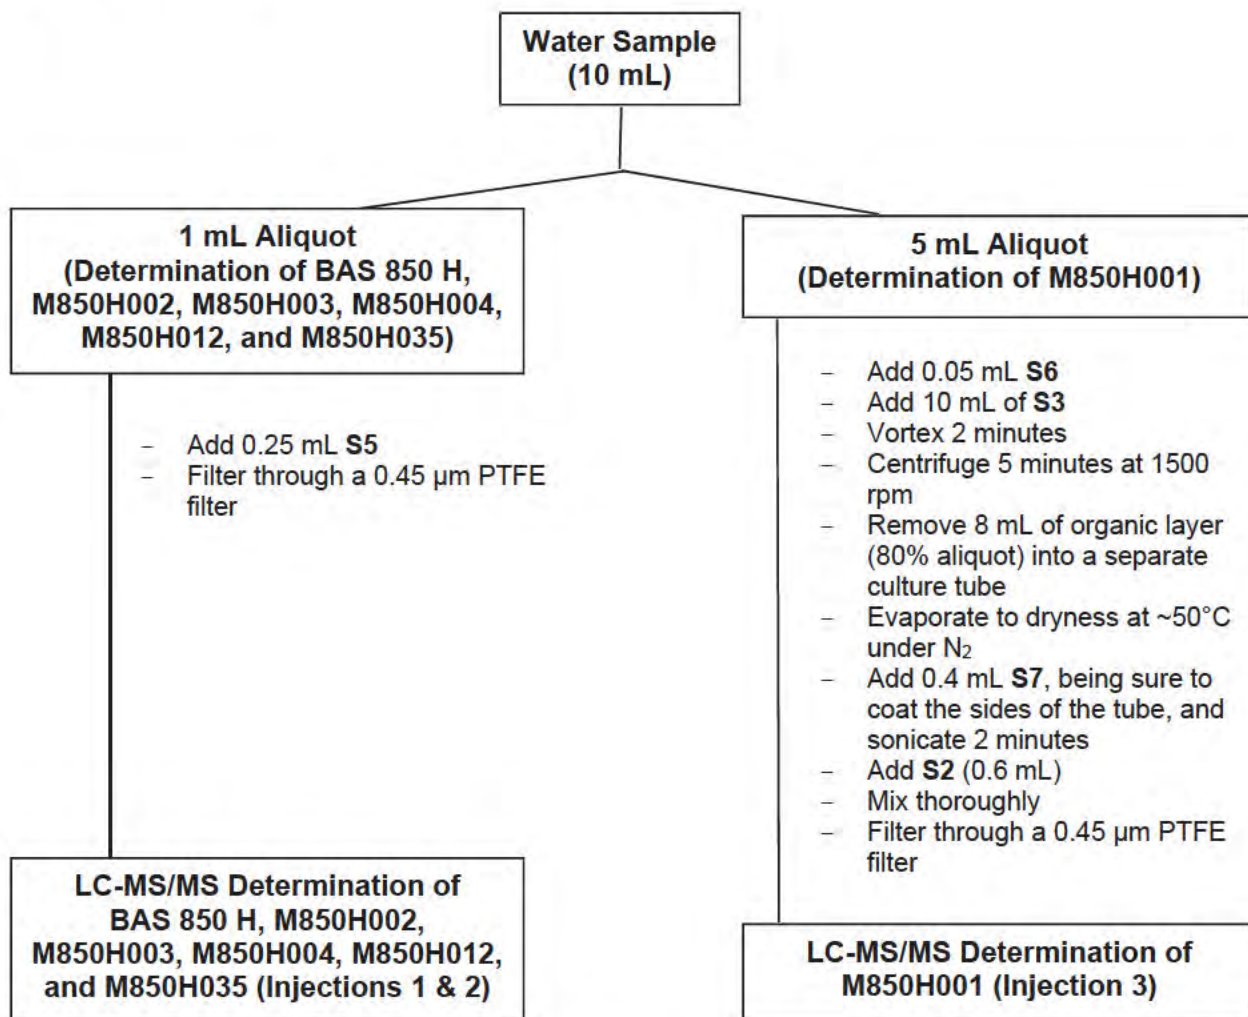 Water Sample
(10 mL)
1 mL Aliquot
(Determination of BAS 850 H,
M850H002, M850H003, M850H004,
M850H012, and M850H035)
– Add 0.25 mL S5
– Filter through a 0.45 µm PTFE
filter
LC-MS/MS Determination of
BAS 850 H, M850H002,
M850H003, M850H004, M850H012,
and M850H035 (Injections 1 & 2)
5 mL Aliquot
(Determination of M850H001)
– Add 0.05 mL S6
– Add 10 mL of S3
– Vortex 2 minutes
– Centrifuge 5 minutes at 1500
rpm
– Remove 8 mL of organic layer
(80% aliquot) into a separate
culture tube
– Evaporate to dryness at ~50°C
under N₂
– Add 0.4 mL S7, being sure to
coat the sides of the tube, and
sonicate 2 minutes
– Add S2 (0.6 mL)
– Mix thoroughly
– Filter through a 0.45 µm PTFE
filter
LC-MS/MS Determination of
M850H001 (Injection 3)